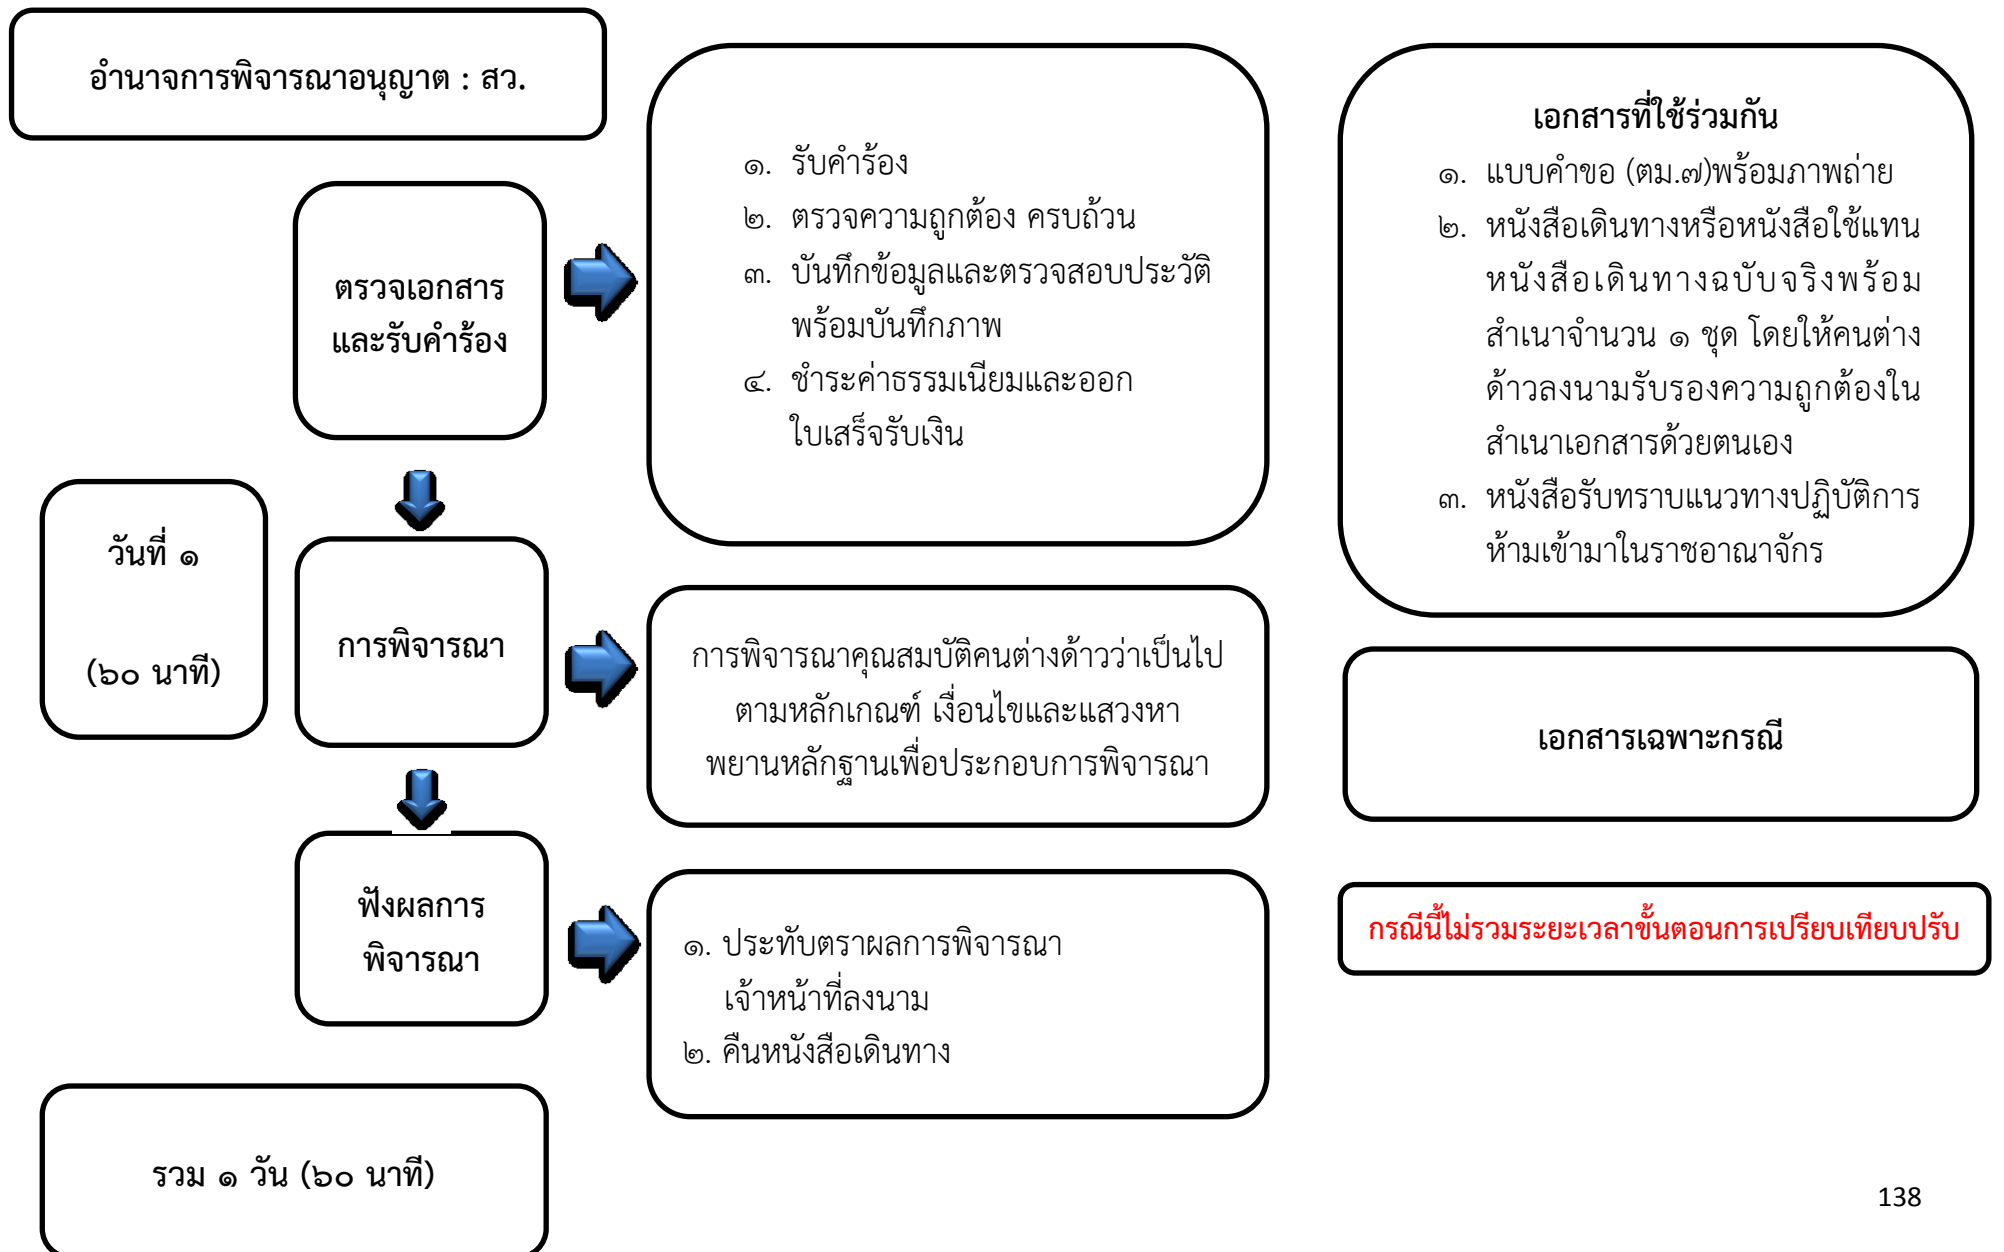 อำนาจการพิจารณาอนุญาต : สว.
ตรวจเอกสาร
และรับคำร้อง
๑. รับคำร้อง
๒. ตรวจความถูกต้อง ครบถ้วน
๓. บันทึกข้อมูลและตรวจสอบประวัติ
พร้อมบันทึกภาพ
๔. ชำระค่าธรรมเนียมและออก
ใบเสร็จรับเงิน
วันที่ ๑
(๖๐ นาที)
การพิจารณา
การพิจารณาคุณสมบัติคนต่างด้าวว่าเป็นไป
ตามหลักเกณฑ์ เงื่อนไขและแสวงหา
พยานหลักฐานเพื่อประกอบการพิจารณา
ฟังผลการ
พิจารณา
๑. ประทับตราผลการพิจารณา
เจ้าหน้าที่ลงนาม
๒. คืนหนังสือเดินทาง
รวม ๑ วัน (๖๐ นาที)
เอกสารที่ใช้ร่วมกัน
๑. แบบคำขอ (ตม.๗)พร้อมภาพถ่าย
๒. หนังสือเดินทางหรือหนังสือใช้แทน
หนังสือเดินทางฉบับจริงพร้อม
สำเนาจำนวน ๑ ชุด โดยให้คนต่าง
ด้าวลงนามรับรองความถูกต้องใน
สำเนาเอกสารด้วยตนเอง
๓. หนังสือรับทราบแนวทางปฏิบัติการ
ห้ามเข้ามาในราชอาณาจักร
เอกสารเฉพาะกรณี
กรณีนี้ไม่รวมระยะเวลาขั้นตอนการเปรียบเทียบปรับ
138